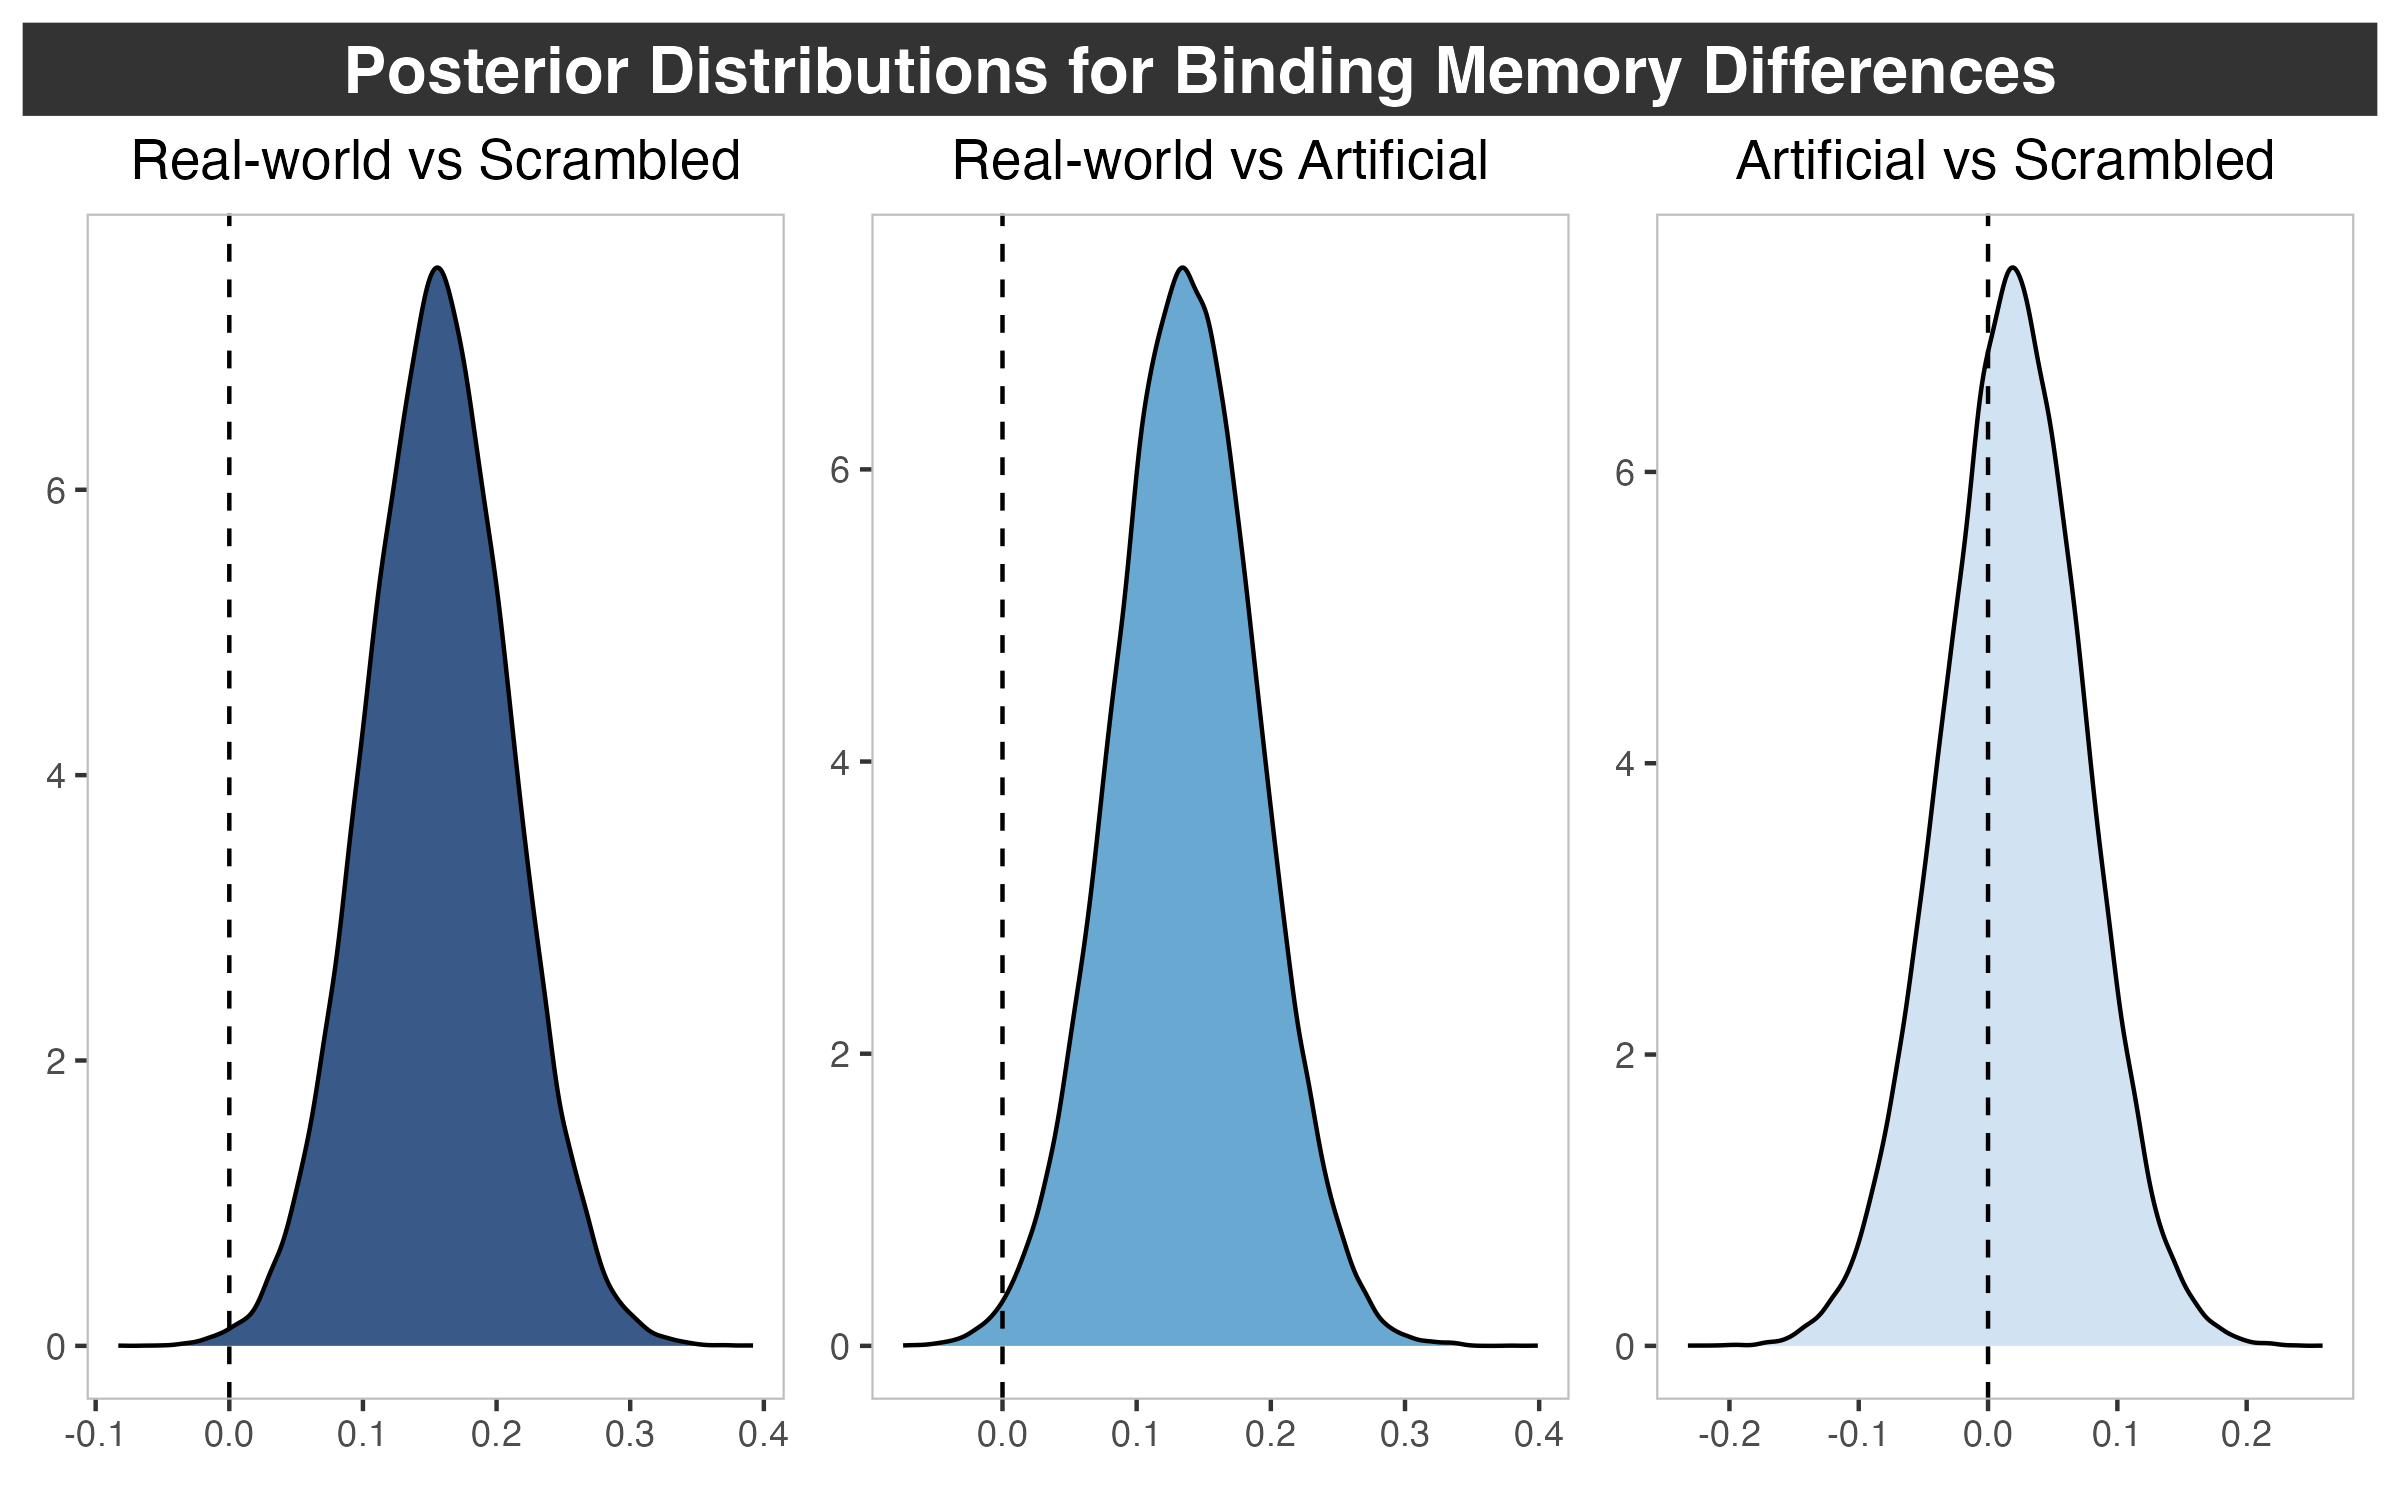 Posterior Distributions for Binding Memory Differences
Real-world vs Scrambled
Real-world vs Artificial
Artificial vs Scrambled
6
4
2
0
-0.1 0.0 0.1 0.2 0.3 0.4
6
4
2
0
0.0 0.1 0.2 0.3 0.4
6
4
2
0
-0.2 -0.1 0.0 0.1 0.2